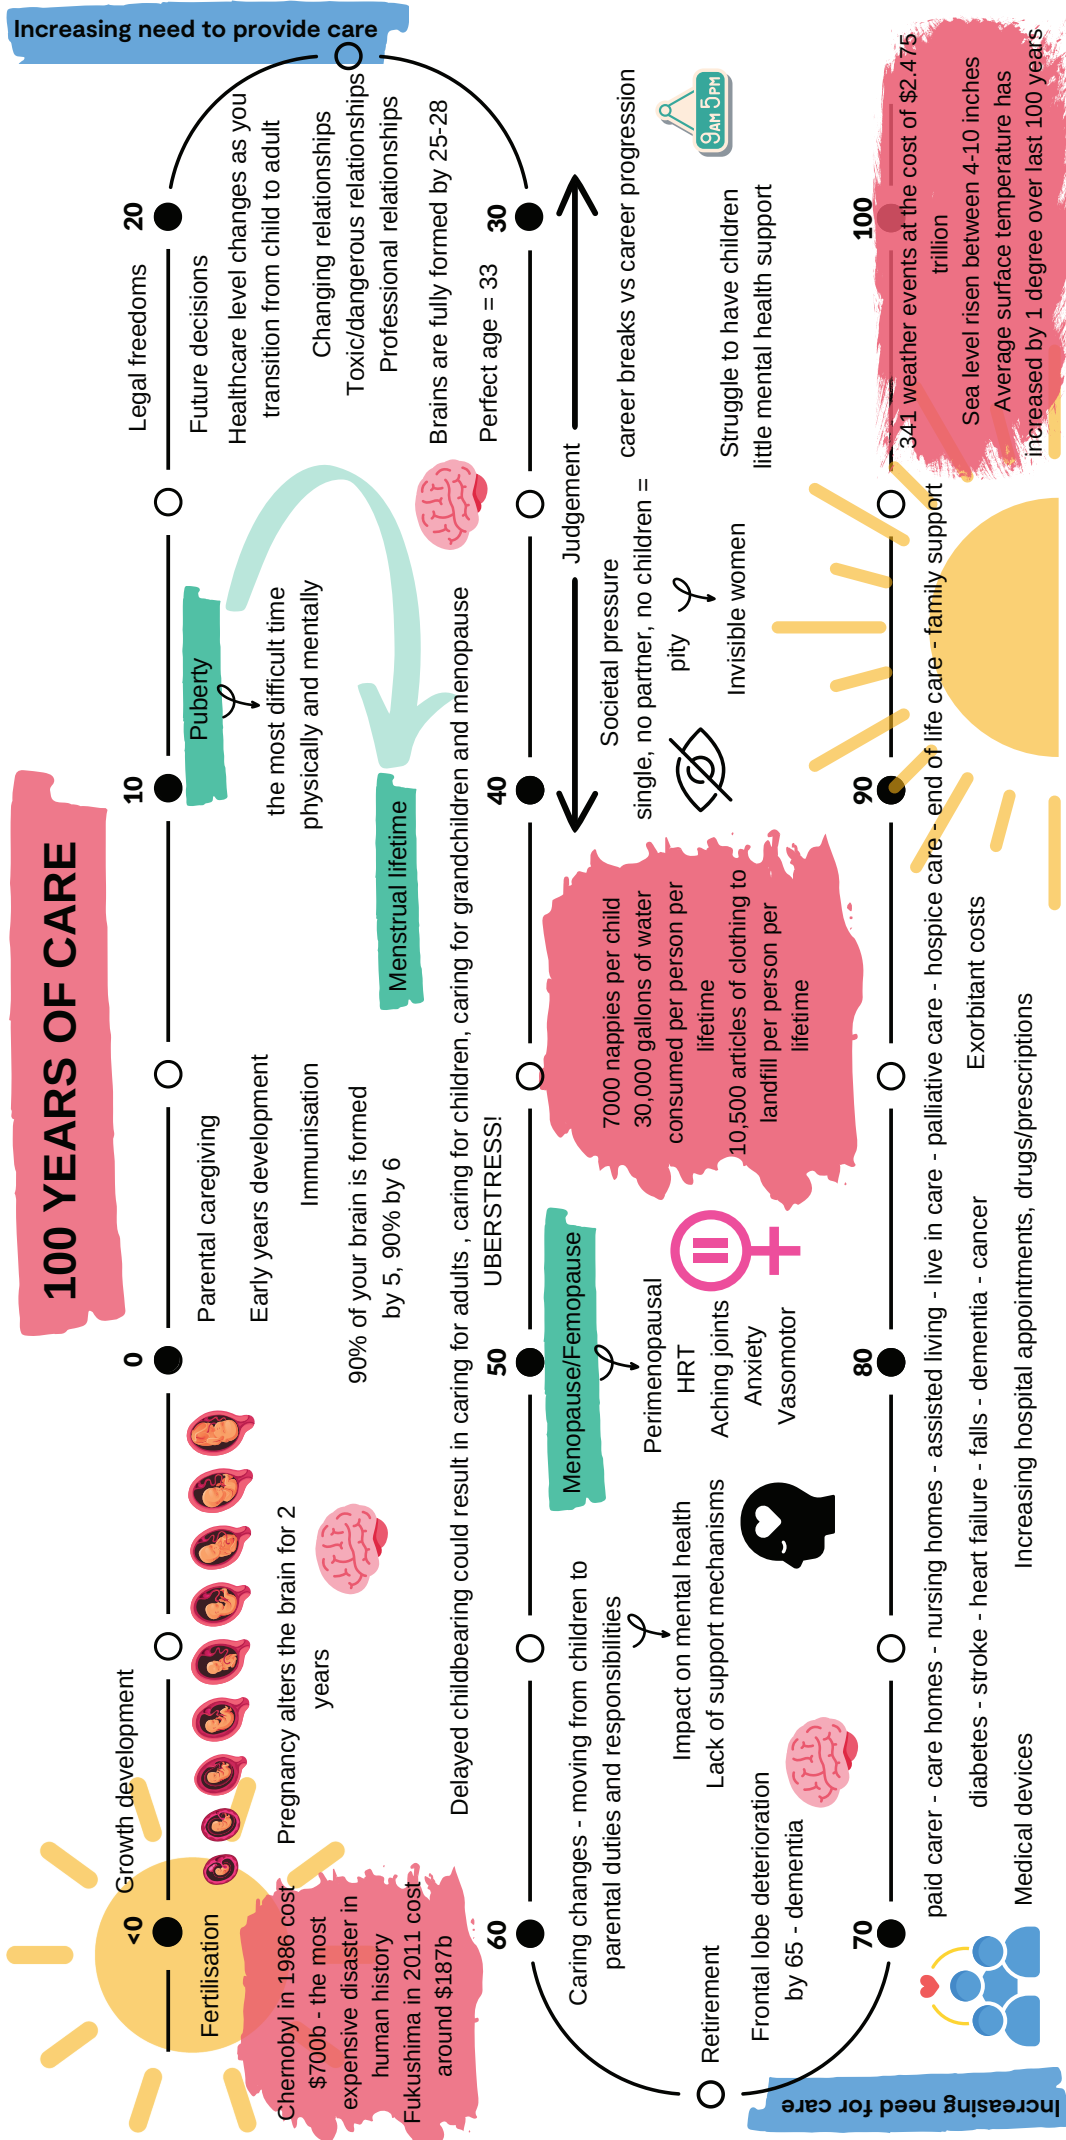 100 YEARS OF CARE
Increasing need to provide care
<0
0
10
20
Growth development
Fertilisation
Pregnancy alters the brain for 2
years
Chernobyl in 1986 cost
$700b - the most
expensive disaster in
human history
Fukushima in 2011 cost
around $187b
Parental caregiving
Early years development
Immunisation
90% of your brain is formed
by 5, 90% by 6
Puberty
the most difficult time
physically and mentally
Menstrual lifetime
Legal freedoms
Future decisions
Healthcare level changes as you
transition from child to adult
Changing relationships
Toxic/dangerous relationships
Professional relationships
Brains are fully formed by 25-28
Perfect age = 33
Delayed childbearing could result in caring for adults , caring for children, caring for grandchildren and menopause
UBERSTRESS!
60
50
40
30
Judgement
career breaks vs career progression
9AM 5PM
Struggle to have children
little mental health support
Societal pressure
single, no partner, no children =
pity
Invisible women
7000 nappies per child
30,000 gallons of water
consumed per person per
lifetime
10,500 articles of clothing to
landfill per person per
lifetime
Menopause/Femopause
Perimenopausal
HRT
Aching joints
Anxiety
Vasomotor
Caring changes - moving from children to
parental duties and responsibilities
Impact on mental health
Lack of support mechanisms
Retirement
Frontal lobe deterioration
by 65 - dementia
Increasing need for care
70
80
90
100
paid carer - care homes - nursing homes - assisted living - live in care - palliative care - hospice care - end of life care - family support
diabetes - stroke - heart failure - falls - dementia - cancer
Exorbitant costs
Medical devices
Increasing hospital appointments, drugs/prescriptions
341 weather events at the cost of $2.475
trillion
Sea level risen between 4-10 inches
Average surface temperature has
increased by 1 degree over last 100 years